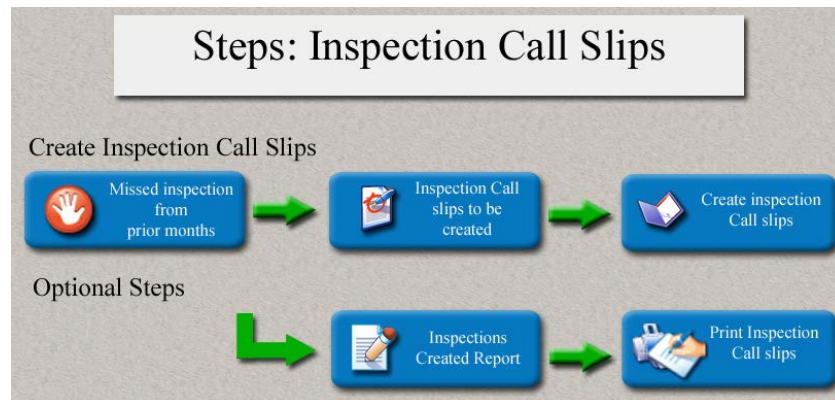 Steps: Inspection Call Slips
Create Inspection Call Slips
Missed inspection
from
prior months
Inspection Call
slips to be
created
Create inspection
Call slips
Optional Steps
Inspections
Created Report
Print Inspection
Call slips